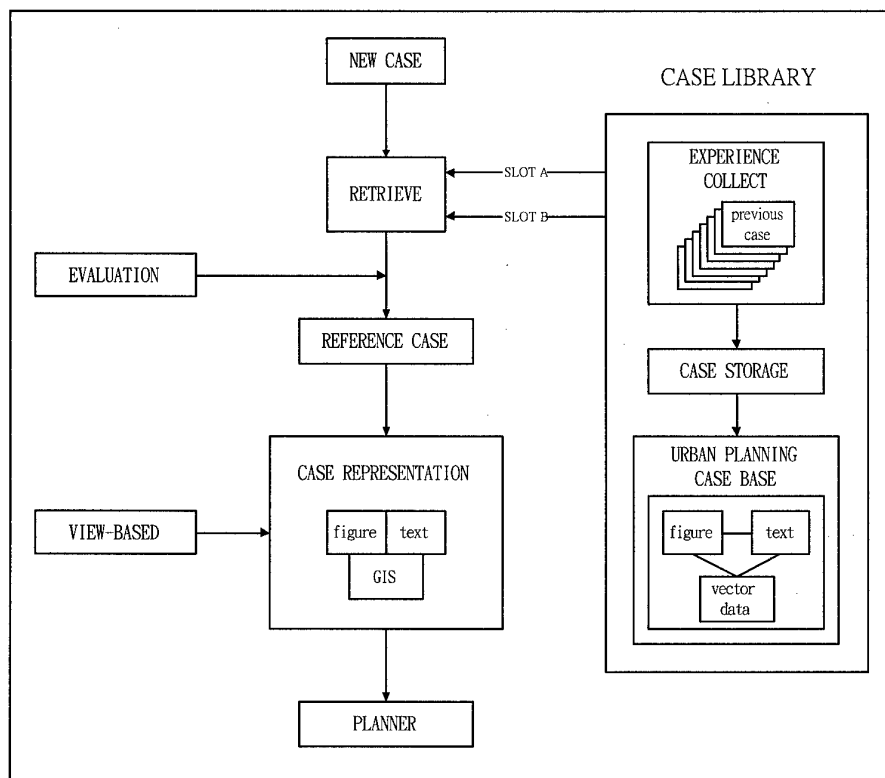 NEW CASE
CASE LIBRARY
RETRIEVE
SLOT A
SLOT B
EXPERIENCE
COLLECT
previous
case
EVALUATION
REFERENCE CASE
CASE STORAGE
CASE REPRESENTATION
figure
text
GIS
VIEW-BASED
URBAN PLANNING
CASE BASE
figure
text
vector
data
PLANNER